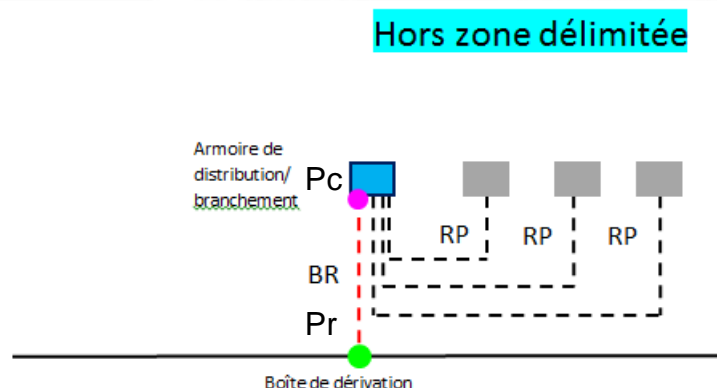 Hors zone délimitée
Armoire de
distribution/
branchement
Pc
RP
RP
RP
BR
Pr
Boîte de dérivation